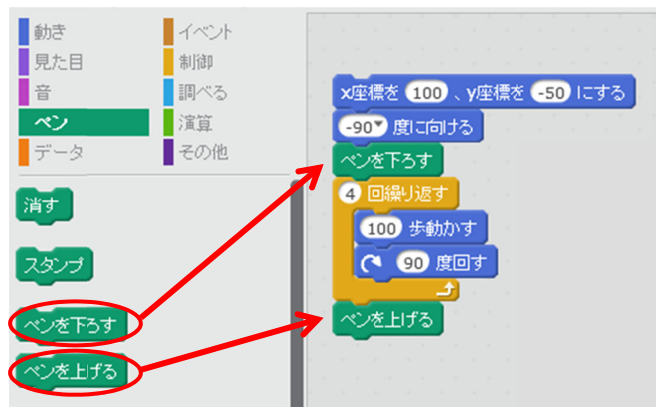 動き
イベント
見た目
制御
音
調べる
ペン
演算
データ
その他
消す
スタンプ
ペンを下ろす
ペンを上げる
x座標を 100 、y座標を -50 にする
-90 度に向ける
ペンを下ろす
4 回繰り返す
100 歩動かす
90 度回す
ペンを上げる